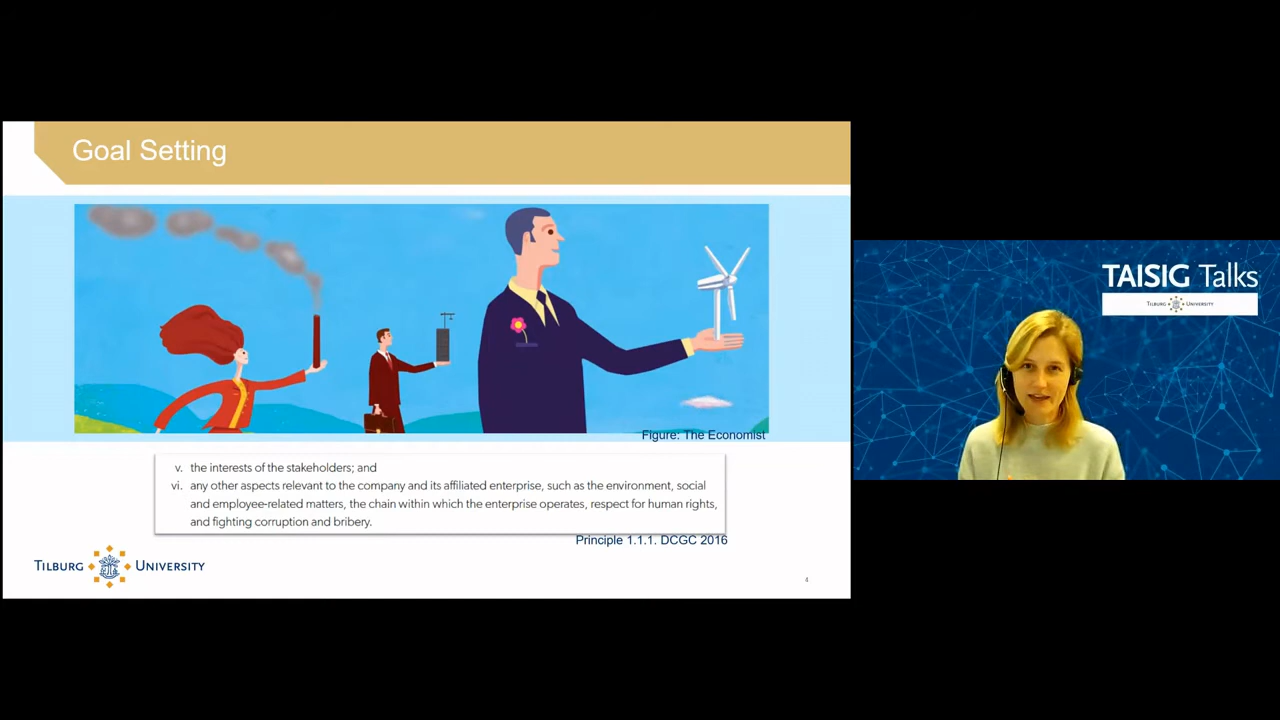 Goal Setting
Figure: The Economist
v. the interests of the stakeholders; and
vi. any other aspects relevant to the company and its affiliated enterprise, such as the environment, social
and employee-related matters, the chain within which the enterprise operates, respect for human rights,
and fighting corruption and bribery.
Principle 1.1.1. DCGC 2016
TILBURG UNIVERSITY
4
TAISIG Talks
TILBURG UNIVERSITY